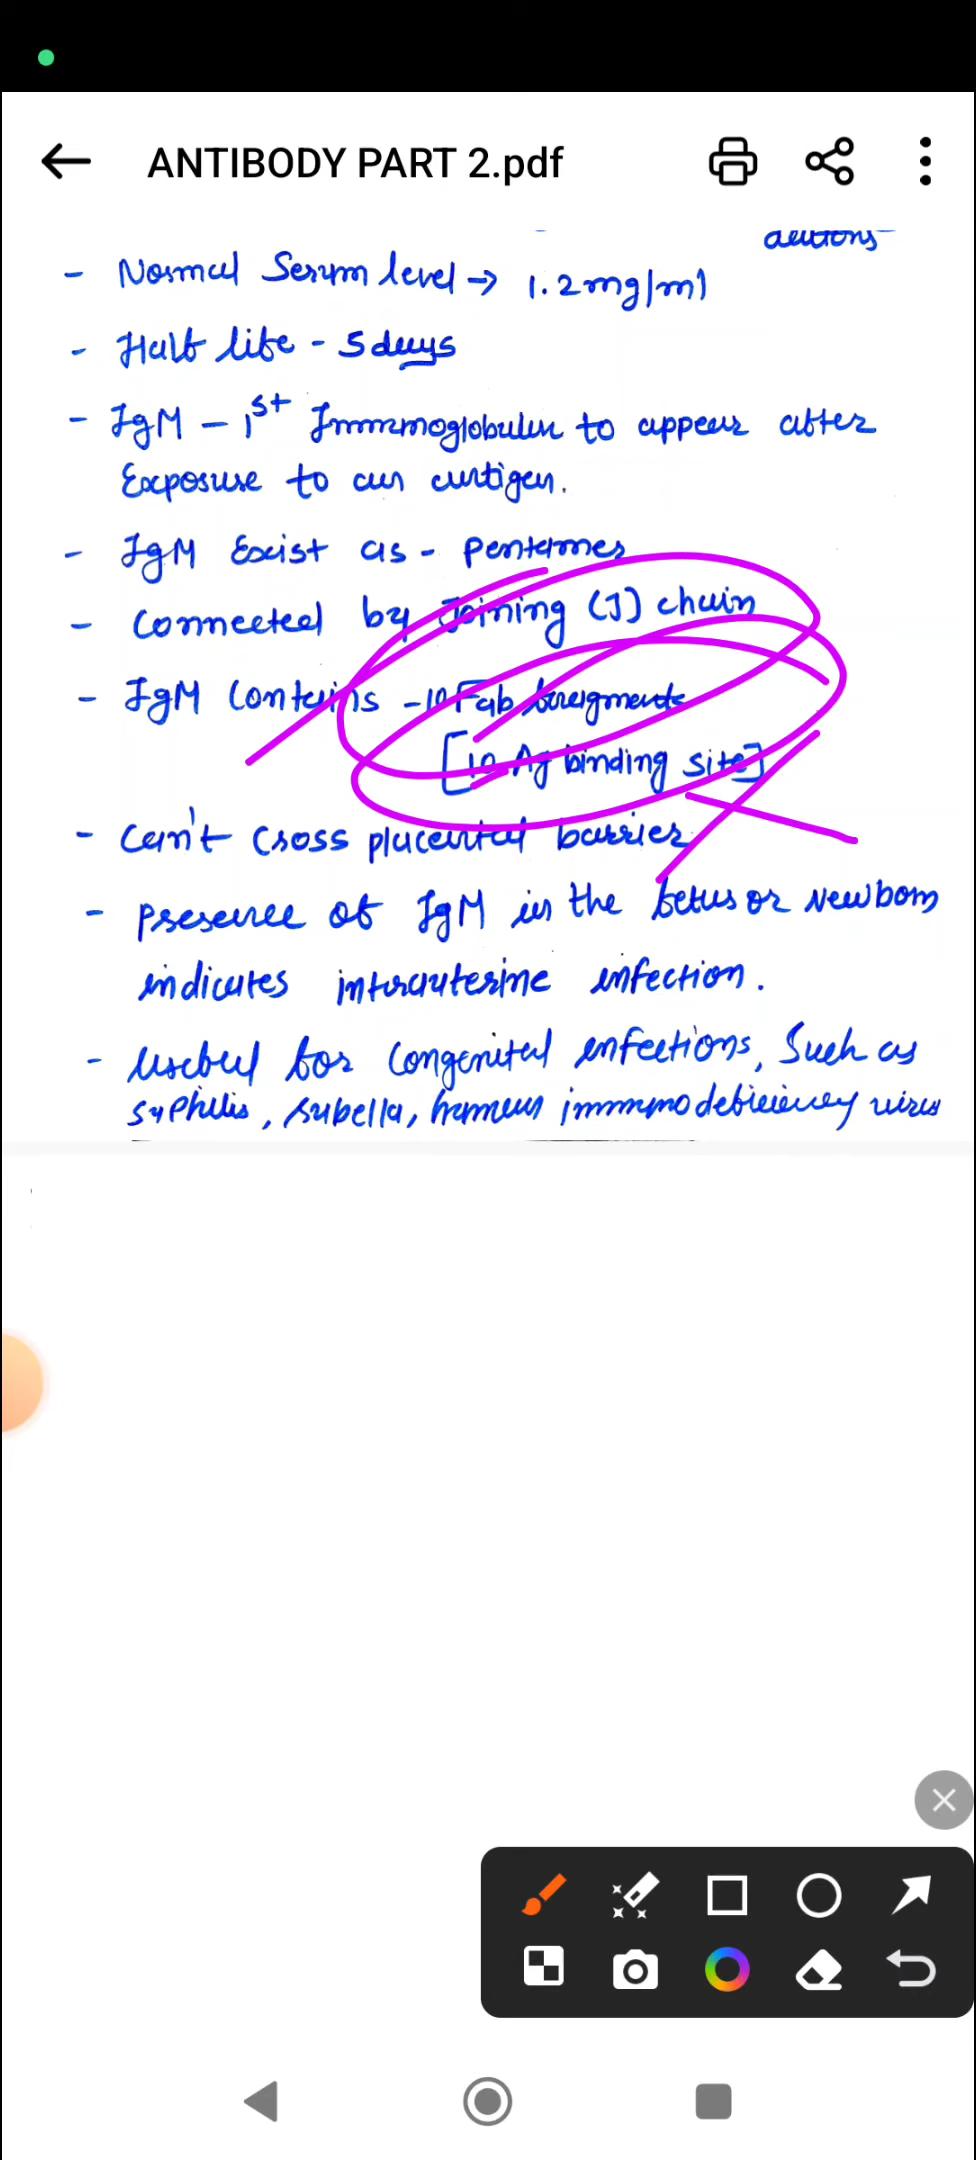 ANTIBODY PART 2.pdf
- Normal Serum level → 1.2mg/ml
- Half life - 5days
- IgM - 1st Immunoglobulin to appear after
Exposure to an antigen.
- IgM Exist as - Pentamer
- Connected by Joining (J) chain
- IgM Contains - 10 Fab fragments
[10 Ag binding site]
- Can't Cross placental barrier
- presence of IgM in the fetus or Newborn
indicates intrauterine infection.
- Useful for Congenital infections, Such as
syphilis, rubella, human immunodeficiency virus